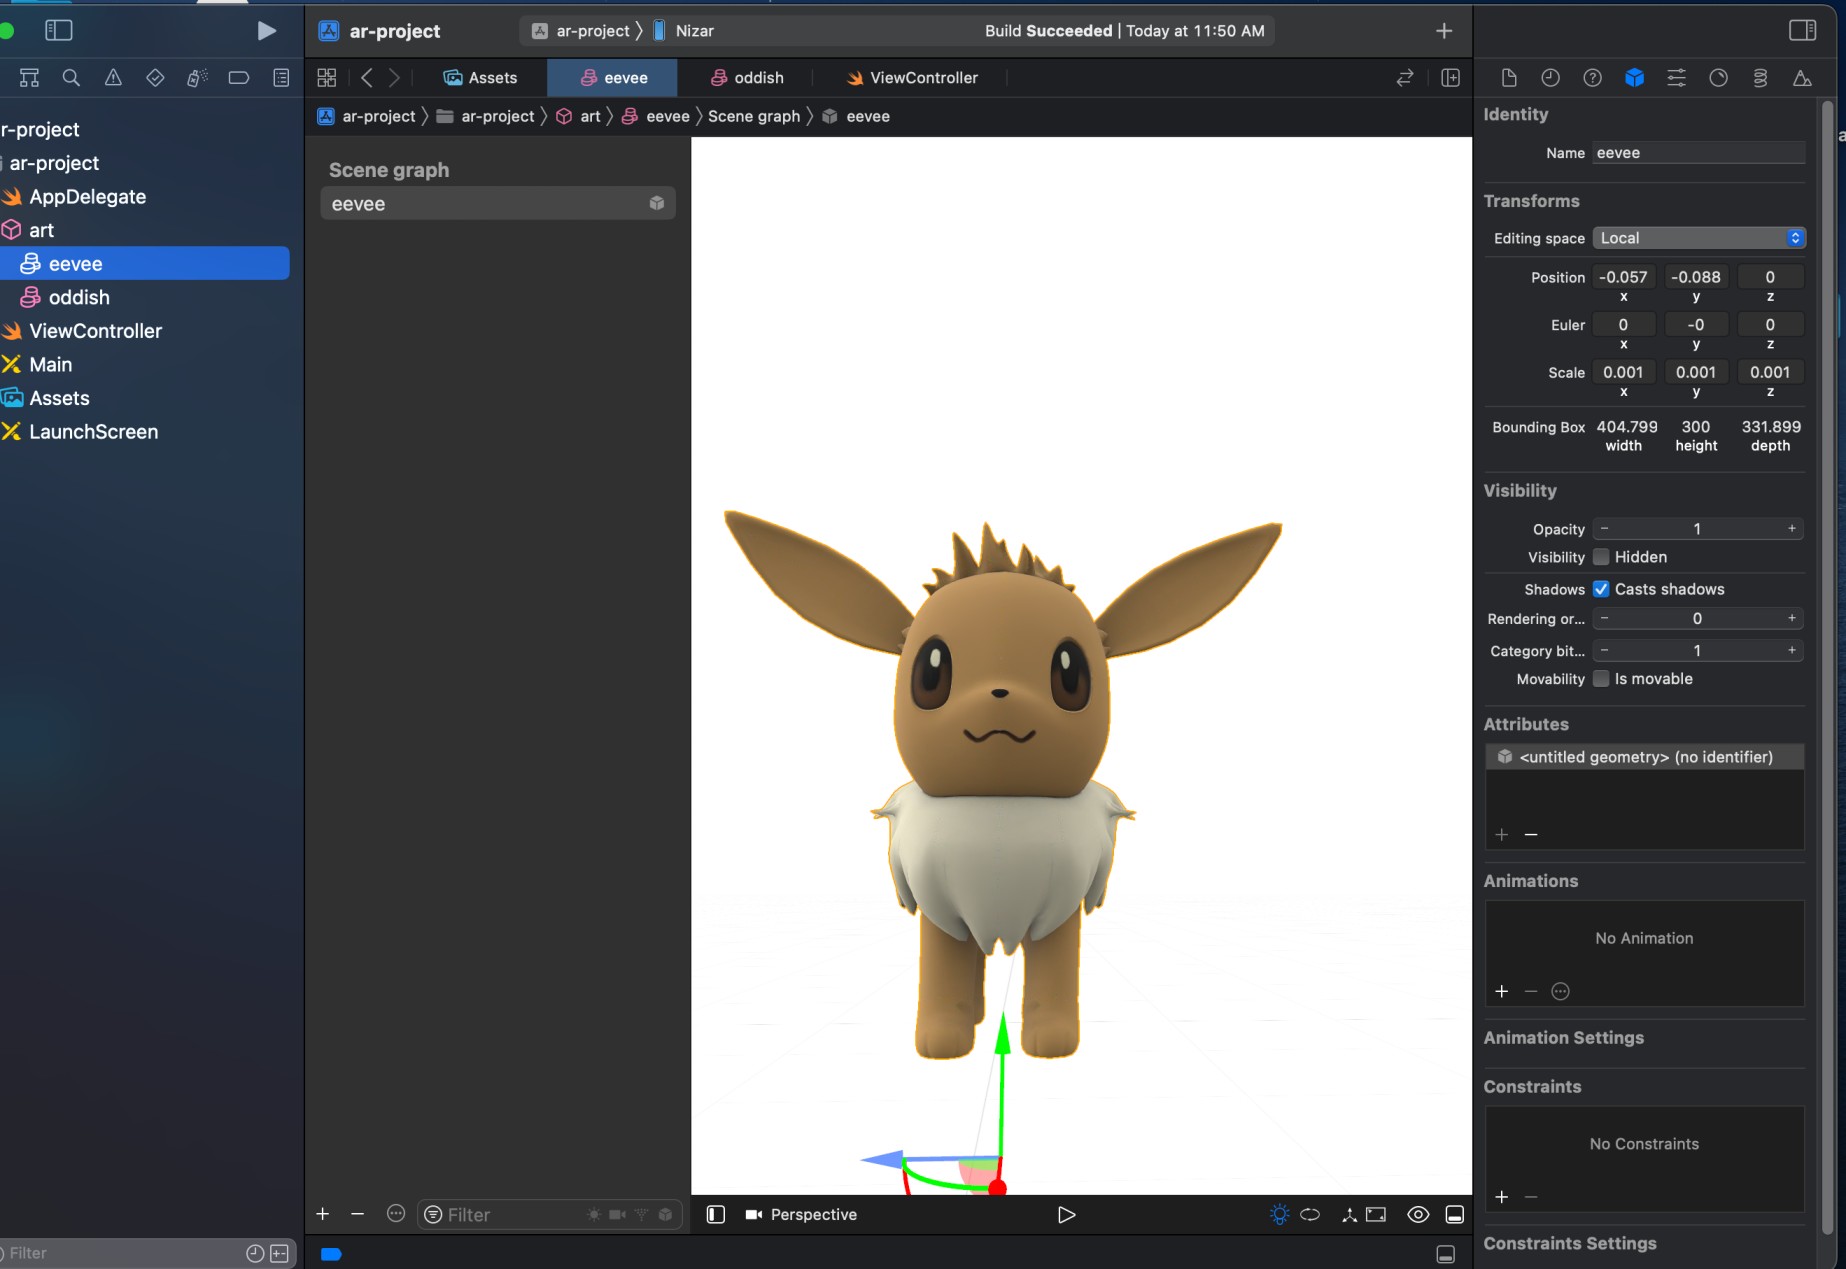 ar-project
ar-project 〉 Nizar
Build Succeeded | Today at 11:50 AM
Assets
eevee
oddish
ViewController
ar-project 〉 ar-project 〉 art 〉 eevee 〉 Scene graph 〉 eevee
r-project
ar-project
AppDelegate
art
eevee
oddish
ViewController
Main
Assets
LaunchScreen
Filter
Scene graph
eevee
Filter
Perspective
Identity
Name eevee
Transforms
Editing space Local
Position -0.057 -0.088 0
x y z
Euler 0 -0 0
x y z
Scale 0.001 0.001 0.001
x y z
Bounding Box 404.799 300 331.899
width height depth
Visibility
Opacity − 1 +
Visibility Hidden
Shadows Casts shadows
Rendering or... − 0 +
Category bit... − 1 +
Movability Is movable
Attributes
<untitled geometry> (no identifier)
Animations
No Animation
Animation Settings
Constraints
No Constraints
Constraints Settings